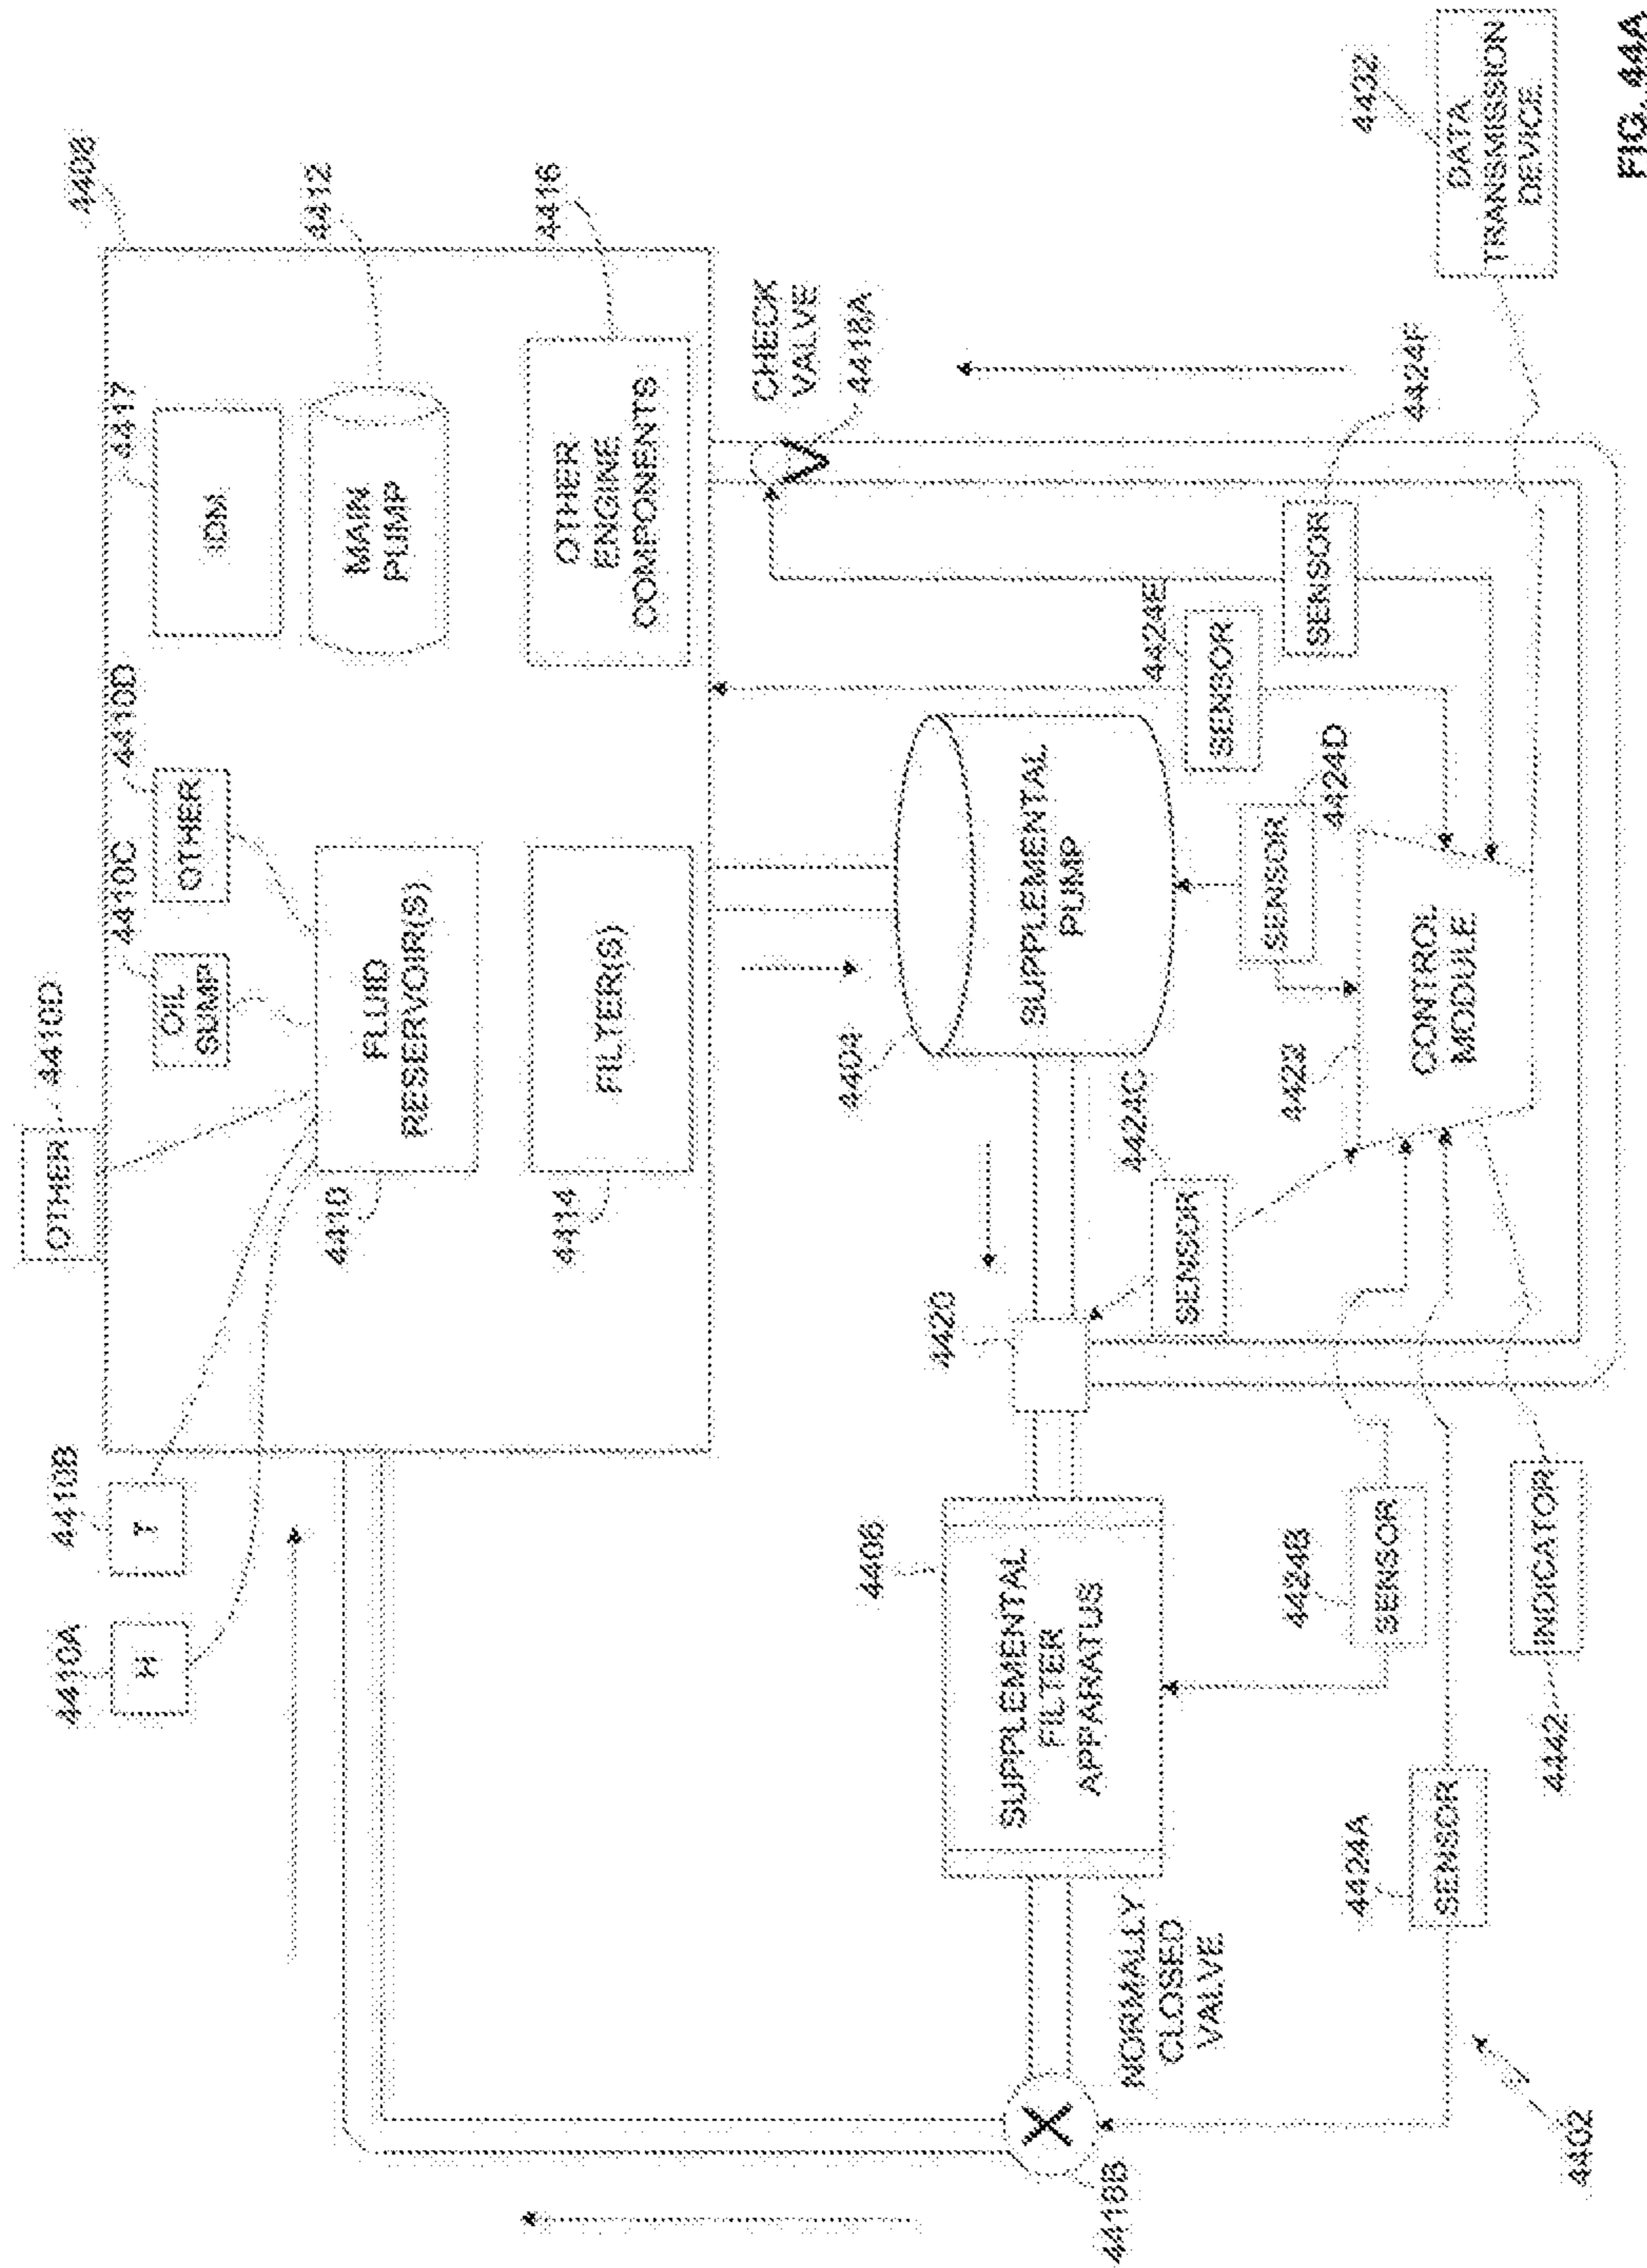 OTHER
4410D
4410A
H
4410B
T
4410C
OIL
SUMP
4410D
OTHER
4417
IDM
4408
FLUID
RESERVOIR(S)
4410
MAIN
PUMP
4412
FILTER(S)
4414
OTHER
ENGINE
COMPONENTS
4416
CHECK
VALVE
4418A
4406
SUPPLEMENTAL
FILTER
APPARATUS
4420
4404
SUPPLEMENTAL
PUMP
4418B
NORMALLY
CLOSED
VALVE
4424C
SENSOR
4424E
SENSOR
4424D
SENSOR
4424F
SENSOR
4424B
SENSOR
4424A
SENSOR
4422
CONTROL
MODULE
4432
DATA
TRANSMISSION
DEVICE
INDICATOR
4442
4402
FIG. 44A